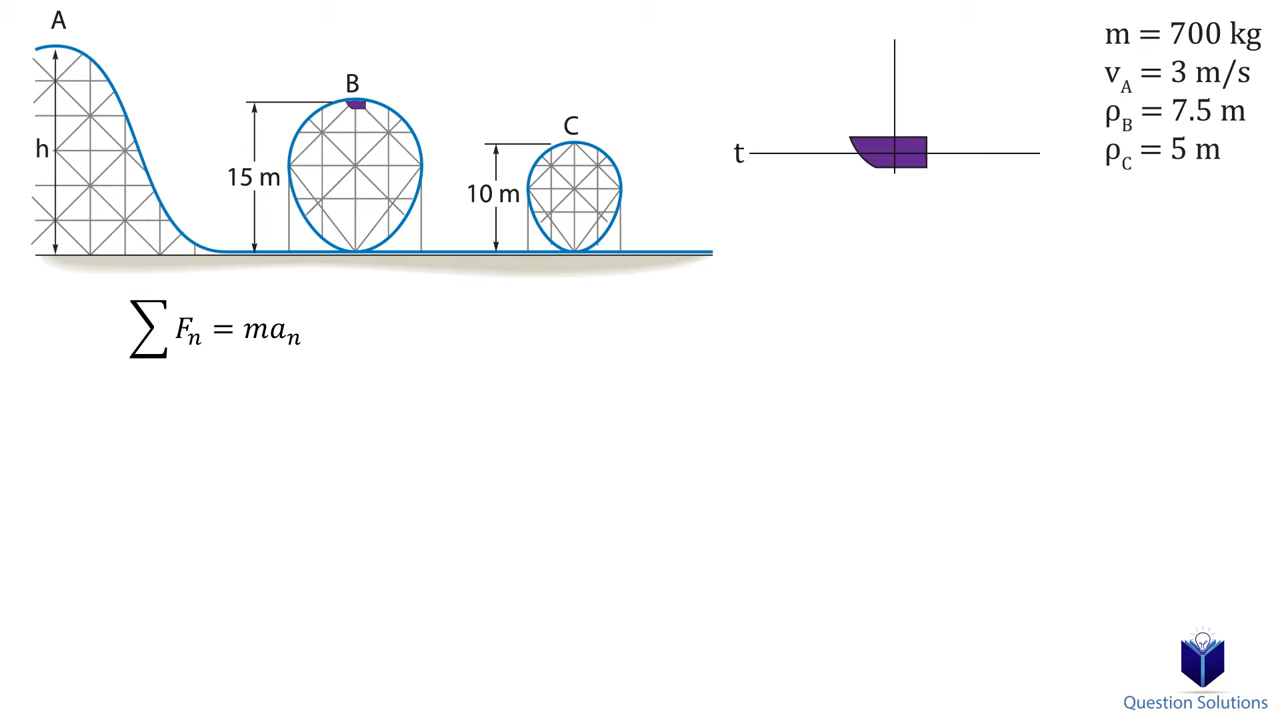 A
B
C
h
15 m
10 m
t
m = 700 kg
v_A = 3 m/s
ρ_B = 7.5 m
ρ_C = 5 m
∑ F_n = ma_n
Question Solutions